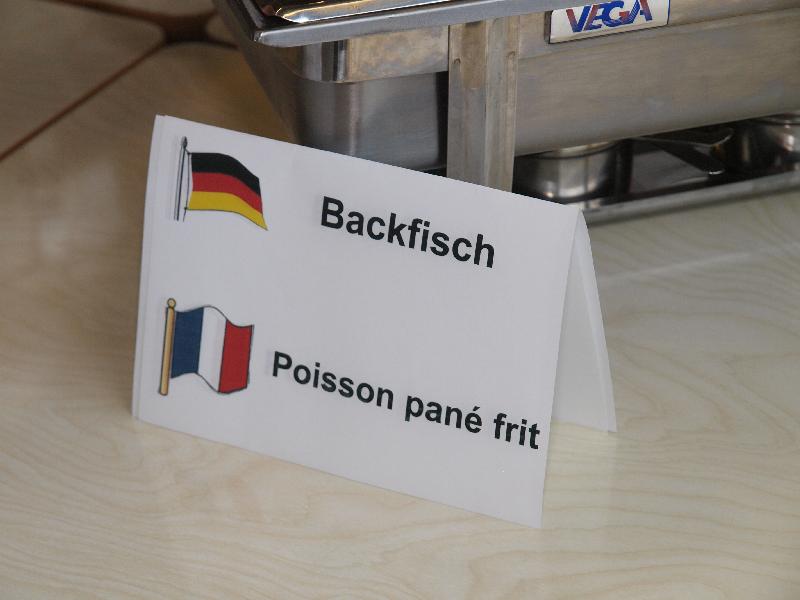 VEGA
Backfisch
Poisson pané frit